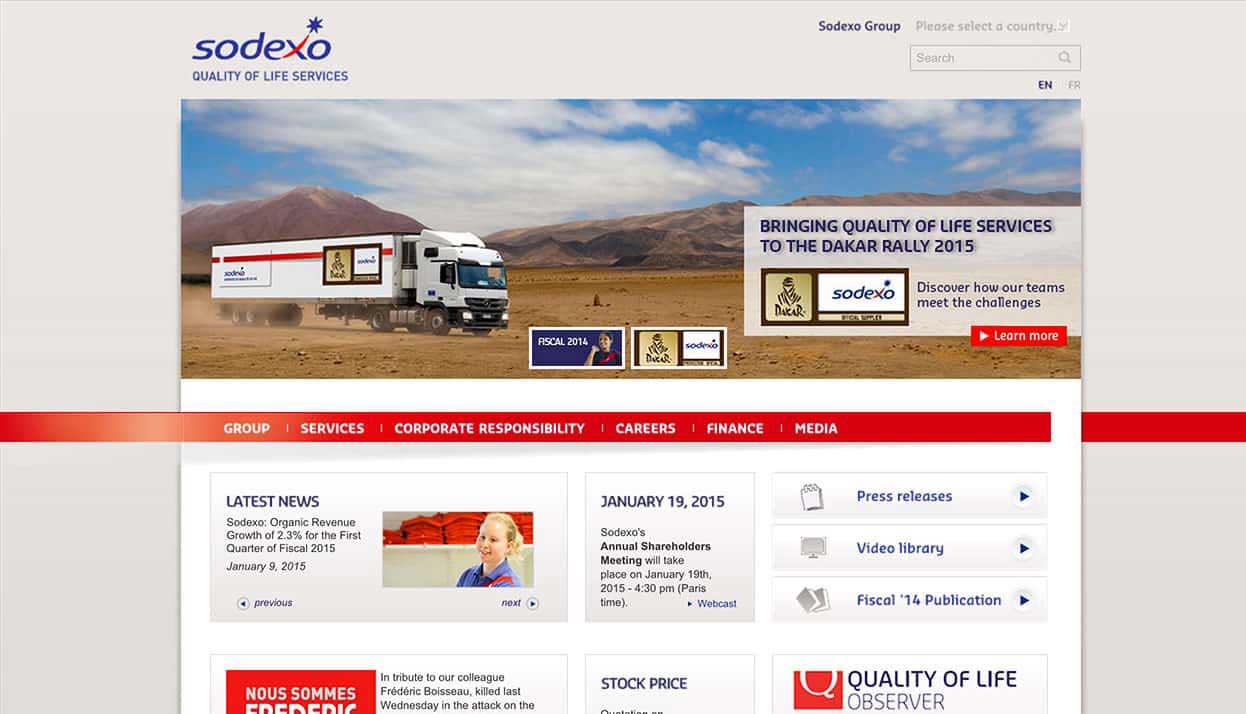 sodexo
QUALITY OF LIFE SERVICES
Sodexo Group
Please select a country...
Search
EN
FR
BRINGING QUALITY OF LIFE SERVICES
TO THE DAKAR RALLY 2015
DAKAR
sodexo
OFFICIAL SUPPLIER
Discover how our teams
meet the challenges
Learn more
sodexo
DAKAR
sodexo
FISCAL 2014
DAKAR
sodexo
GROUP
SERVICES
CORPORATE RESPONSIBILITY
CAREERS
FINANCE
MEDIA
LATEST NEWS
Sodexo: Organic Revenue
Growth of 2.3% for the First
Quarter of Fiscal 2015
January 9, 2015
previous
next
JANUARY 19, 2015
Sodexo's
Annual Shareholders
Meeting will take
place on January 19th,
2015 - 4:30 pm (Paris
time).
Webcast
Press releases
Video library
Fiscal '14 Publication
NOUS SOMMES
FREDERIC
In tribute to our colleague
Frédéric Boisseau, killed last
Wednesday in the attack on the
STOCK PRICE
Quotation on
QUALITY OF LIFE
OBSERVER